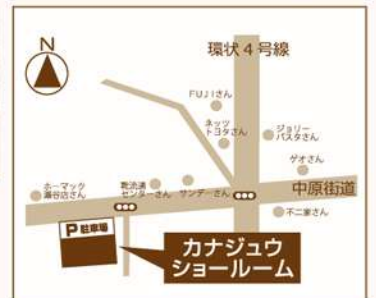 N
環状4号線
FUJIさん
ネッツ
トヨタさん
ジョリー
パスタさん
ゲオさん
ホーマック
瀬谷店さん
靴流通
センターさん
サンデーさん
中原街道
不二家さん
P 駐車場
カナジュウ
ショールーム